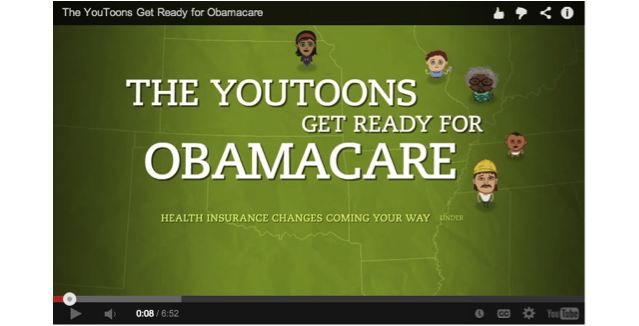 The YouToons Get Ready for Obamacare
THE YOUTOONS
GET READY FOR
OBAMACARE
HEALTH INSURANCE CHANGES COMING YOUR WAY UNDER
0:08 / 6:52
CC
YouTube